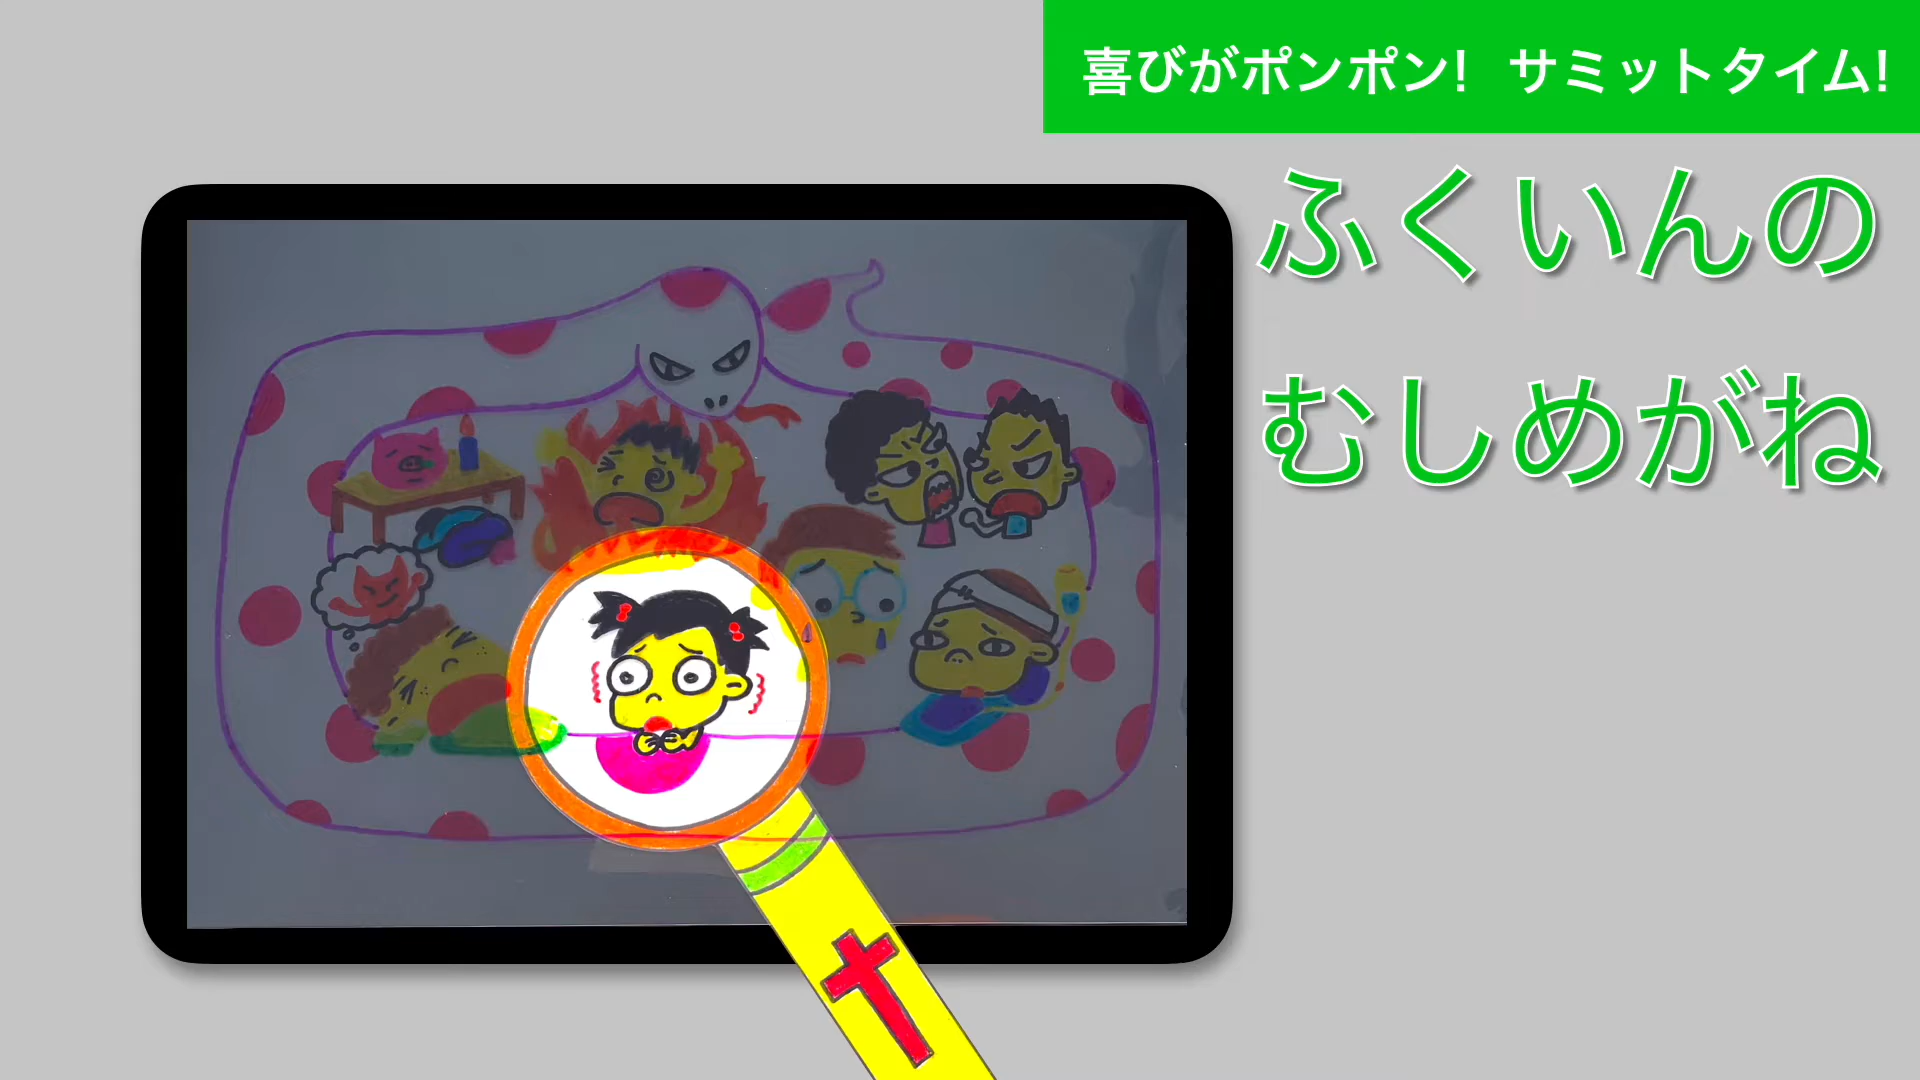 喜びがポンポン! サミットタイム!
ふくいんの
むしめがね